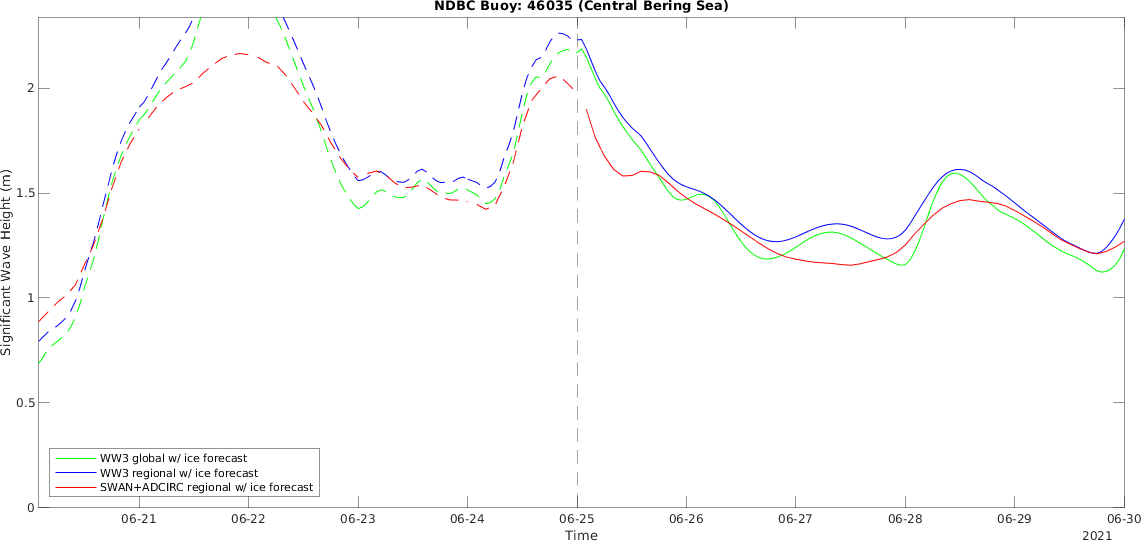 NDBC Buoy: 46035 (Central Bering Sea)
Significant Wave Height (m)
2
1.5
1
0.5
0
WW3 global w/ ice forecast
WW3 regional w/ ice forecast
SWAN+ADCIRC regional w/ ice forecast
06-21 06-22 06-23 06-24 06-25 06-26 06-27 06-28 06-29 06-30
Time
2021